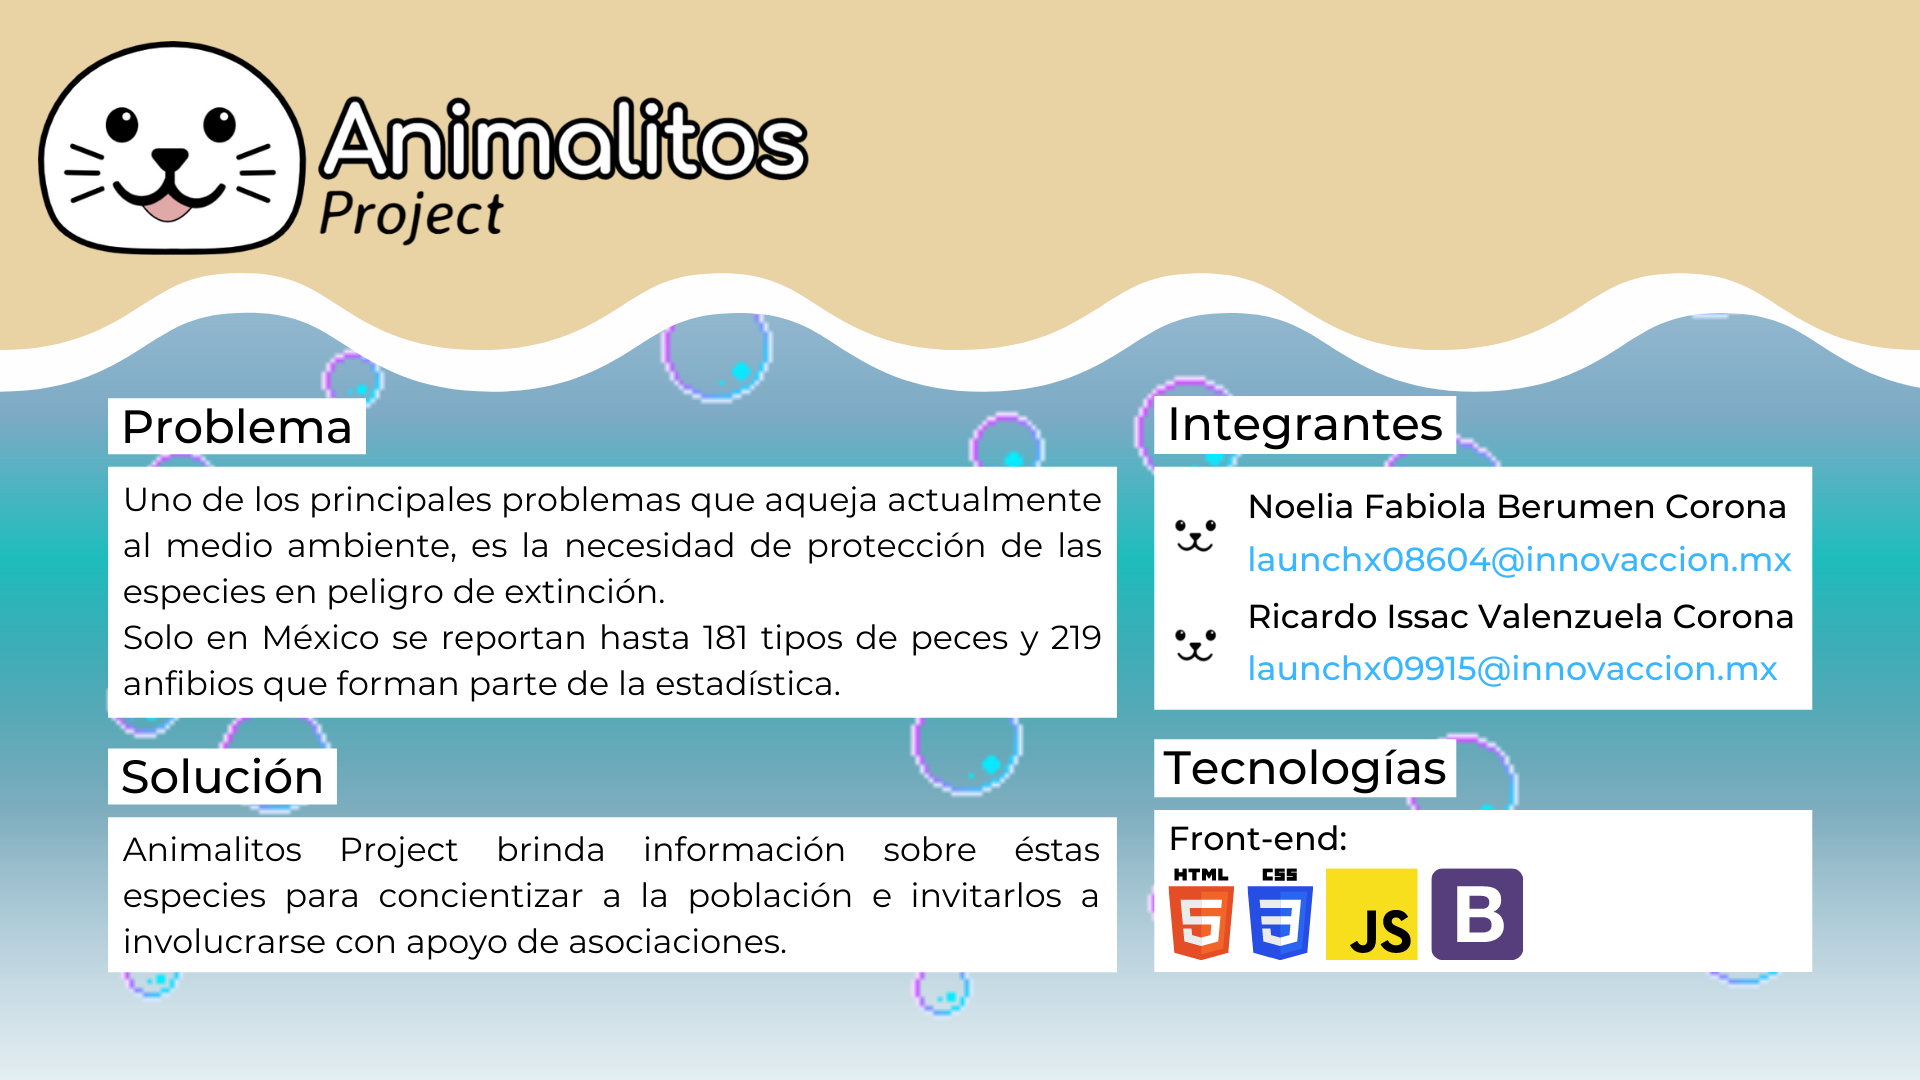 Animalitos
Project
Problema
Uno de los principales problemas que aqueja actualmente
al medio ambiente, es la necesidad de protección de las
especies en peligro de extinción.
Solo en México se reportan hasta 181 tipos de peces y 219
anfibios que forman parte de la estadística.
Solución
Animalitos Project brinda información sobre éstas
especies para concientizar a la población e invitarlos a
involucrarse con apoyo de asociaciones.
Integrantes
Noelia Fabiola Berumen Corona
launchx08604@innovaccion.mx
Ricardo Issac Valenzuela Corona
launchx09915@innovaccion.mx
Tecnologías
Front-end:
HTML CSS
5 3 JS B